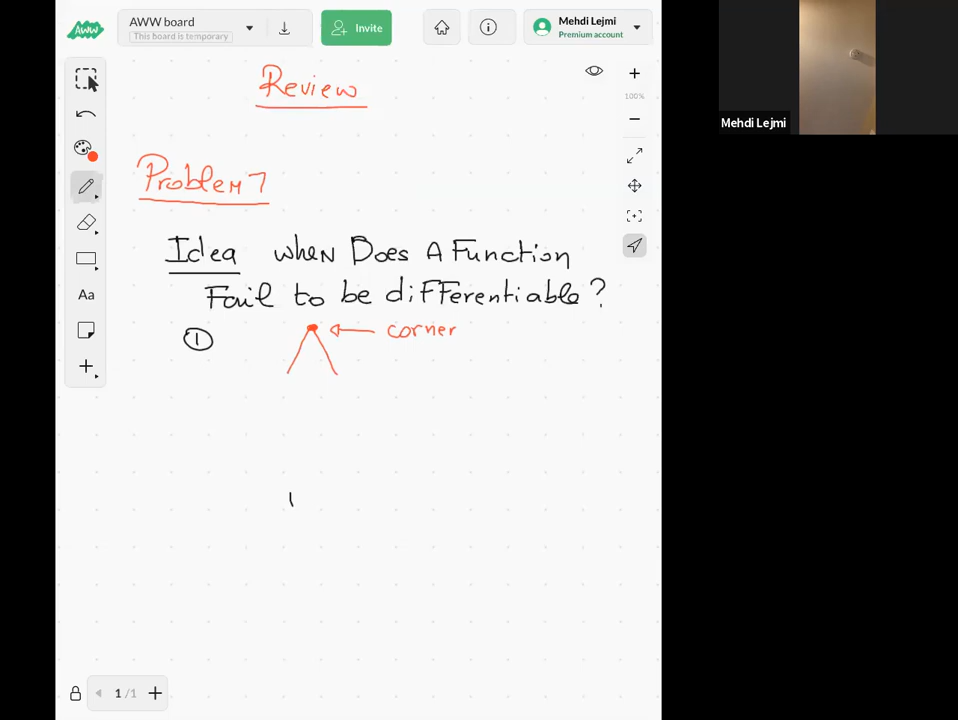 AWW board
This board is temporary
Invite
Mehdi Lejmi
Premium account
Mehdi Lejmi
AWW
100%
Aa
Review
Problem 7
Idea when Does A Function
Fail to be differentiable?
① corner
1 /1